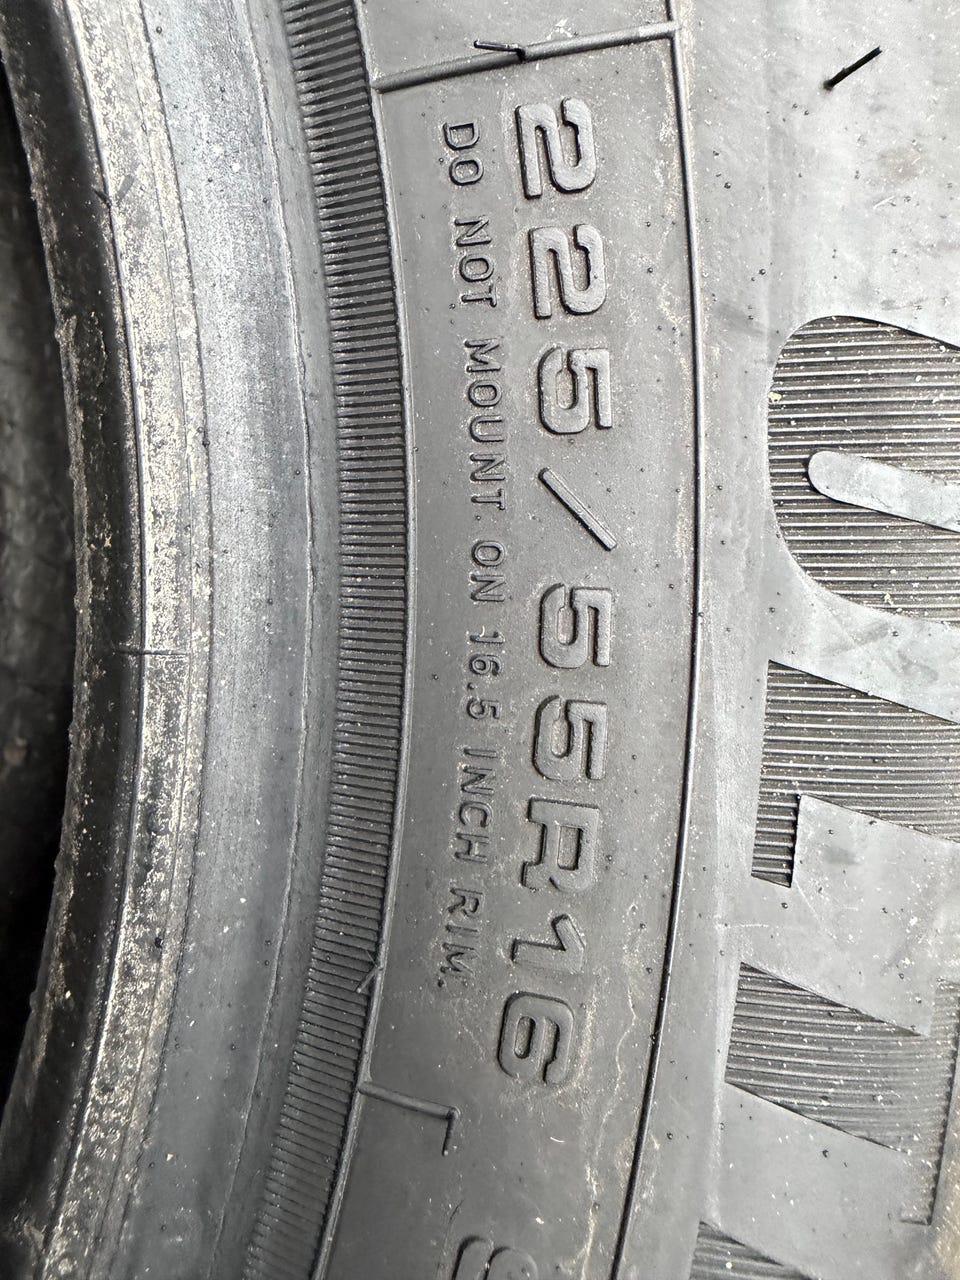 225/55R16
DO NOT MOUNT ON 16.5 INCH RIM.